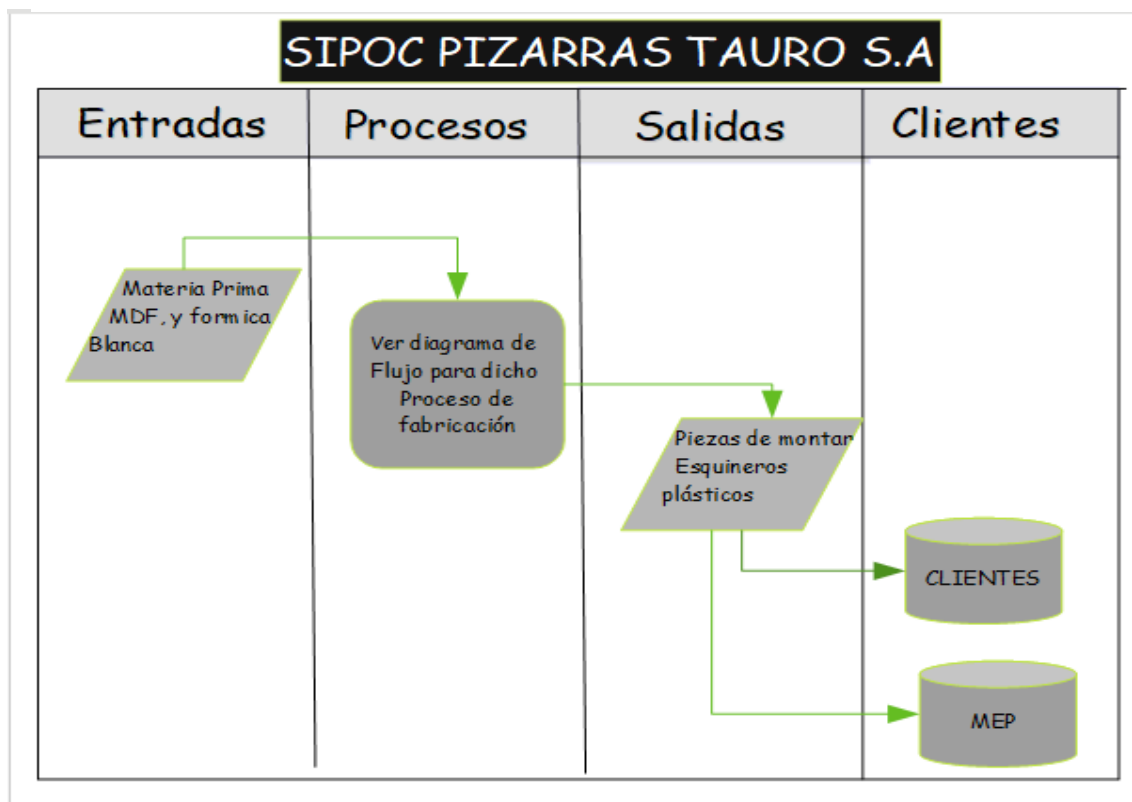 SIPOC PIZARRAS TAURO S.A
Entradas
Procesos
Salidas
Clientes
Materia Prima
MDF, y formica
Blanca
Ver diagrama de
Flujo para dicho
Proceso de
fabricación
Piezas de montar
Esquineros
plásticos
CLIENTES
MEP